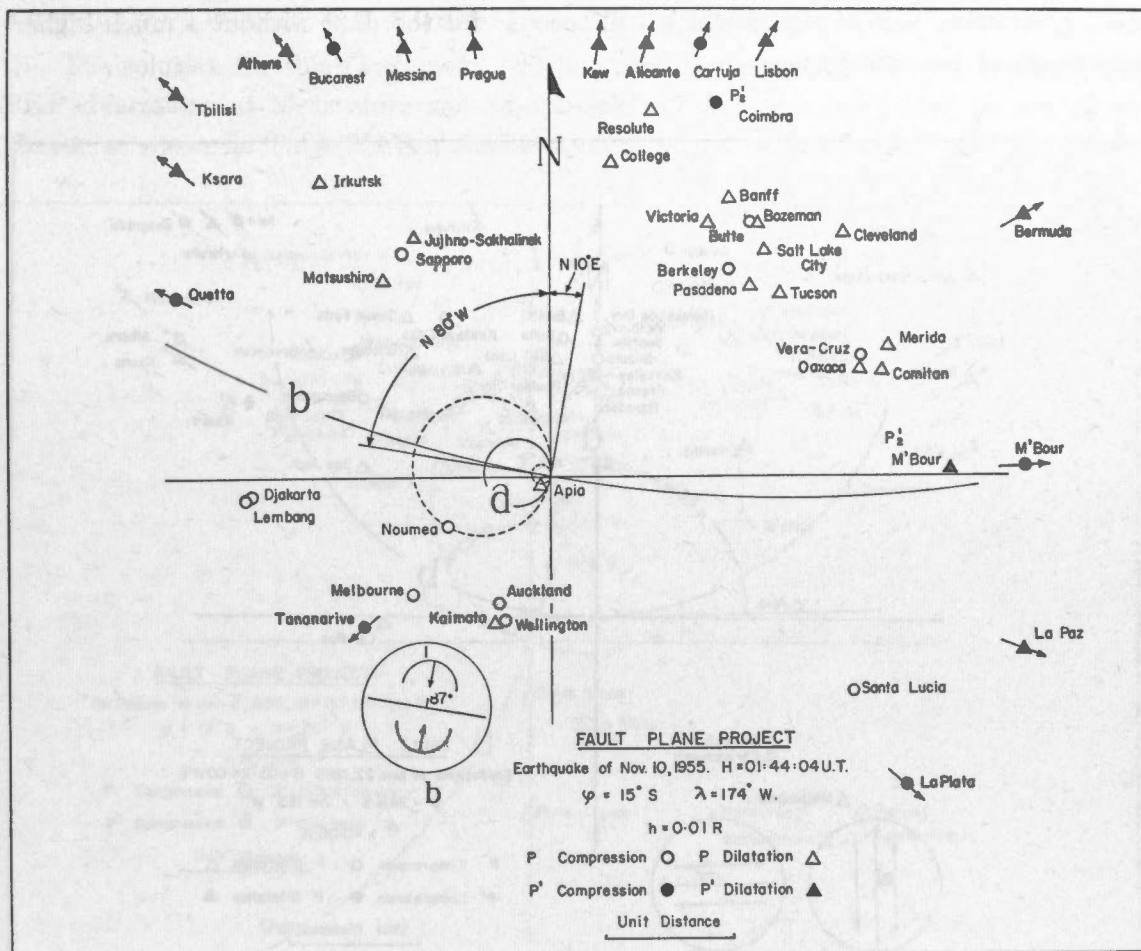 Athens
Bucarest
Messina
Prague
Kew
Alicante
Cartuja
Lisbon
Tbilisi
P'2
Coimbra
Resolute
N
College
Ksara
Irkutsk
Banff
Victoria
Bozeman
Butte
Cleveland
Bermuda
Jujhno-Sakhalinsk
Sapporo
Salt Lake
City
N 10°E
Matsushiro
Berkeley
Pasadena
Tucson
Quetta
N 80°W
Merida
Vera-Cruz
Oaxaca
Comitan
b
P'2
M'Bour
M'Bour
d
Apia
Djakarta
Lembang
Noumea
Melbourne
Auckland
Kaimata
Wellington
Tananarive
La Paz
87°
Santa Lucia
b
FAULT PLANE PROJECT
Earthquake of Nov. 10, 1955. H=01:44:04 U.T.
φ = 15° S λ = 174° W.
La Plata
h = 0·01 R
P Compression P Dilatation
P' Compression P' Dilatation
Unit Distance